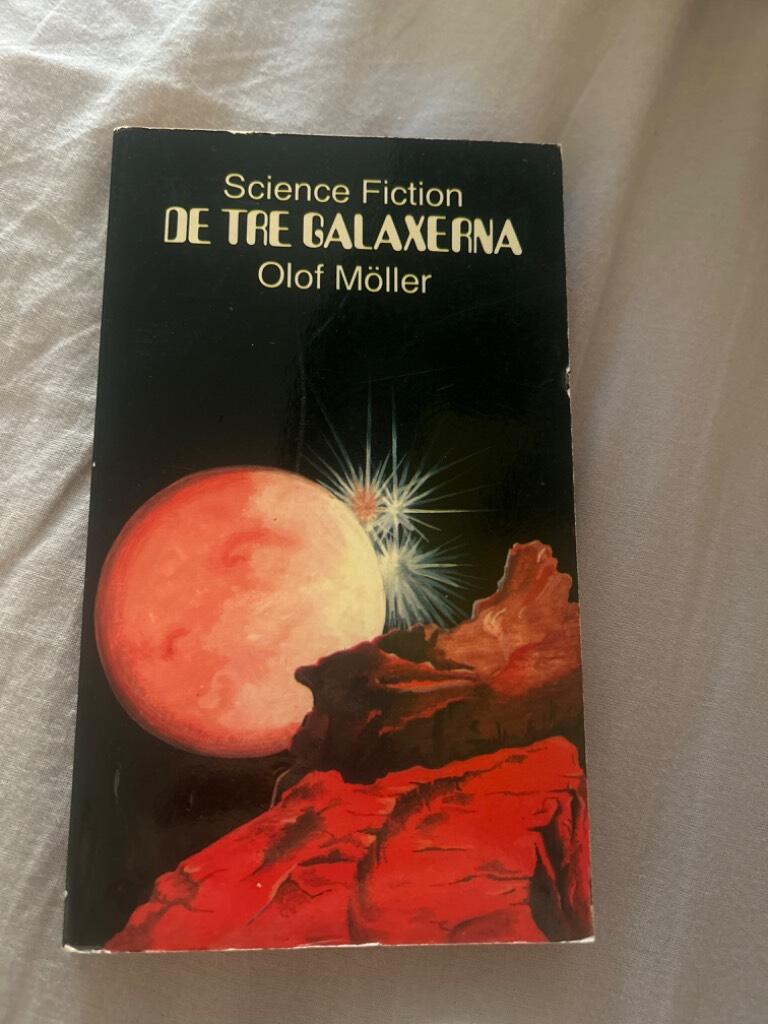 Science Fiction
DE TRE GALAXERNA
Olof Möller